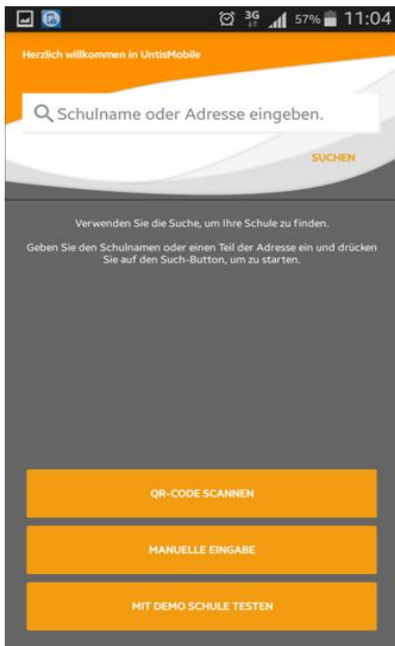 3G 57% 11:04
Herzlich willkommen in UntisMobile
Schulname oder Adresse eingeben.
SUCHEN
Verwenden Sie die Suche, um Ihre Schule zu finden.
Geben Sie den Schulnamen oder einen Teil der Adresse ein und drücken
Sie auf den Such-Button, um zu starten.
QR-CODE SCANNEN
MANUELLE EINGABE
MIT DEMO SCHULE TESTEN